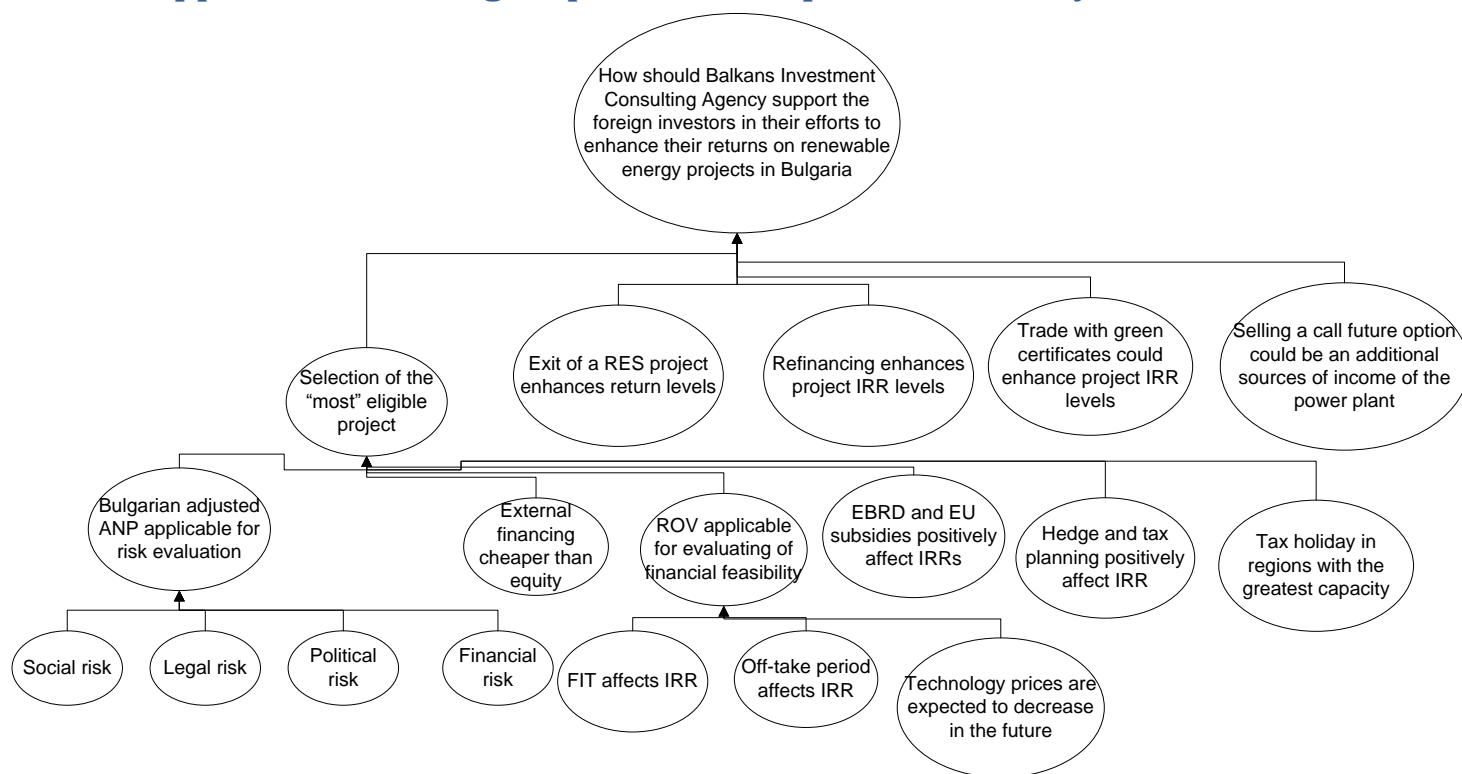 How should Balkans Investment
Consulting Agency support the
foreign investors in their efforts to
enhance their returns on renewable
energy projects in Bulgaria
Selection of the
“most” eligible
project
Exit of a RES project
enhances return levels
Refinancing enhances
project IRR levels
Trade with green
certificates could
enhance project IRR
levels
Selling a call future option
could be an additional
sources of income of the
power plant
Bulgarian adjusted
ANP applicable for
risk evaluation
External
financing
cheaper than
equity
ROV applicable
for evaluating of
financial feasibility
EBRD and EU
subsidies positively
affect IRRs
Hedge and tax
planning positively
affect IRR
Tax holiday in
regions with the
greatest capacity
Social risk
Legal risk
Political
risk
Financial
risk
FIT affects IRR
Off-take period
affects IRR
Technology prices are
expected to decrease
in the future